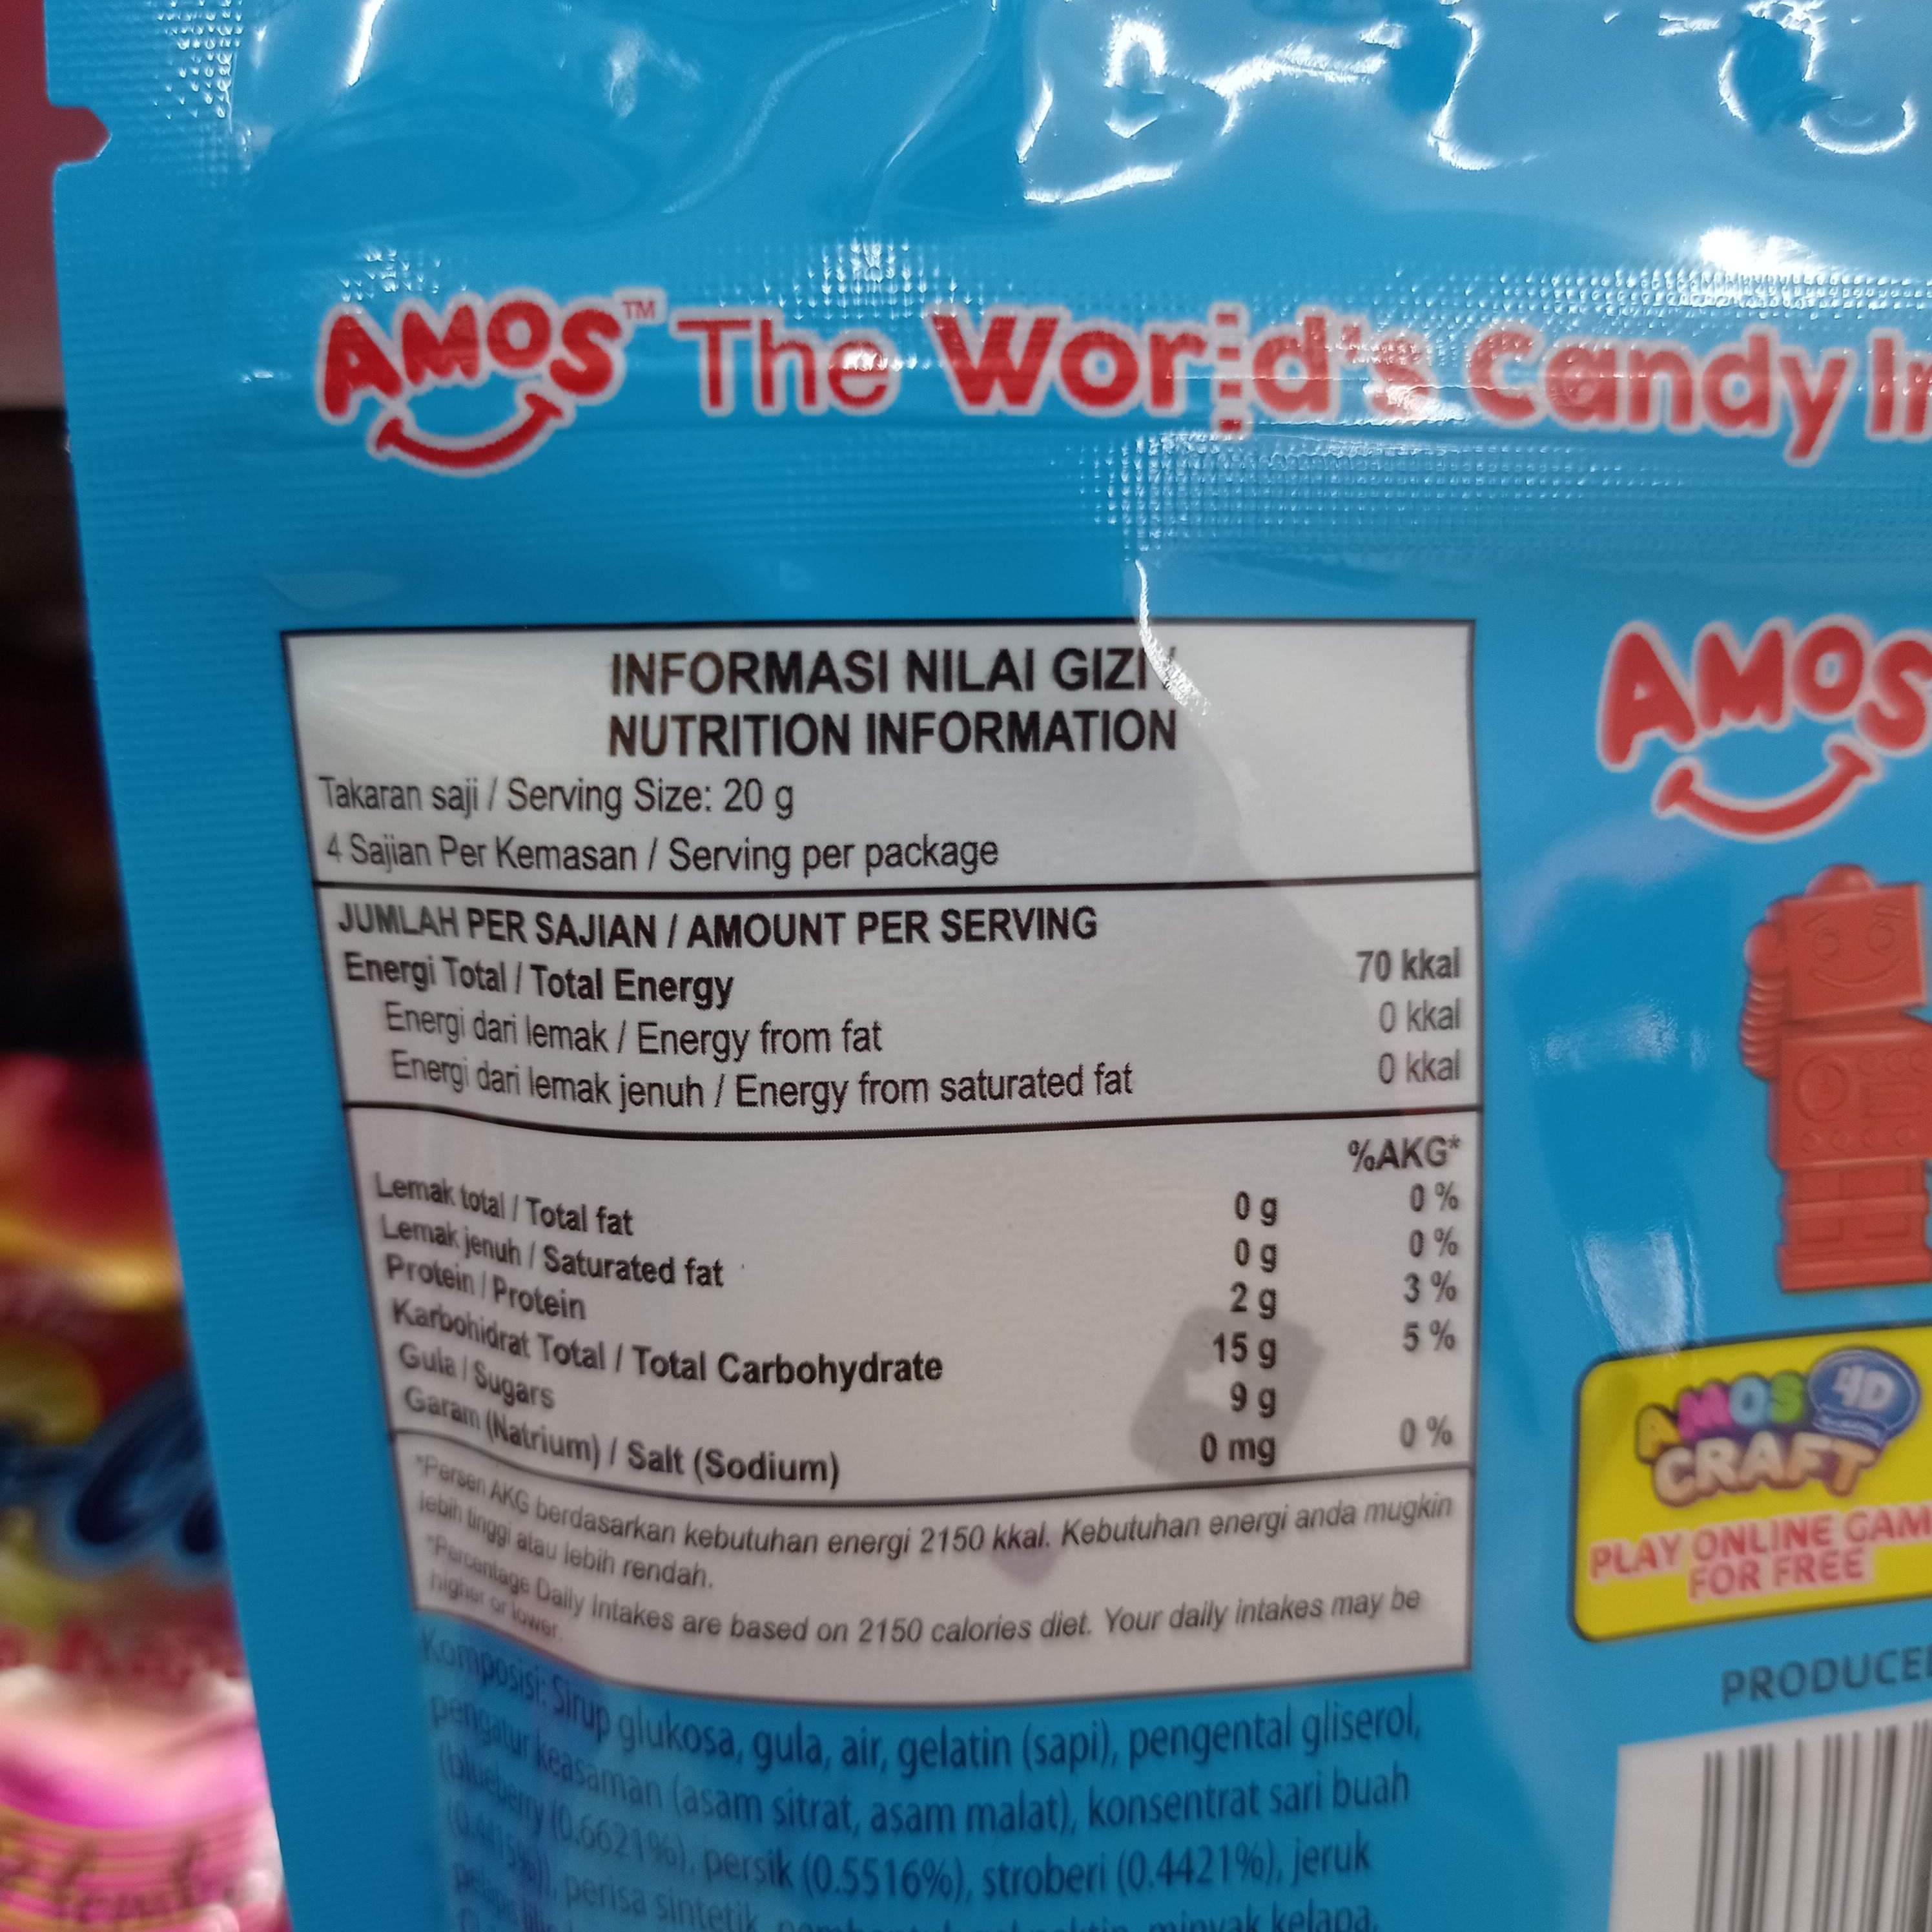 AMOS™ The World's Candy
INFORMASI NILAI GIZI /
NUTRITION INFORMATION
Takaran saji / Serving Size: 20 g
4 Sajian Per Kemasan / Serving per package
JUMLAH PER SAJIAN / AMOUNT PER SERVING
Energi Total / Total Energy 70 kkal
Energi dari lemak / Energy from fat 0 kkal
Energi dari lemak jenuh / Energy from saturated fat 0 kkal
%AKG*
Lemak total / Total fat 0 g 0 %
Lemak jenuh / Saturated fat 0 g 0 %
Protein / Protein 2 g 3 %
Karbohidrat Total / Total Carbohydrate 15 g 5 %
Gula / Sugars 9 g
Garam (Natrium) / Salt (Sodium) 0 mg 0 %
*Persen AKG berdasarkan kebutuhan energi 2150 kkal. Kebutuhan energi anda mugkin
lebih tinggi atau lebih rendah.
*Percentage Daily Intakes are based on 2150 calories diet. Your daily intakes may be
higher or lower.
Komposisi: Sirup glukosa, gula, air, gelatin (sapi), pengental gliserol,
pengatur keasaman (asam sitrat, asam malat), konsentrat sari buah
(blueberry (0.6621%), persik (0.5516%), stroberi (0.4421%), jeruk
(0.4415%)), perisa sintetik, minyak kelapa,
AMOS
AMOS 4D
CRAFT
PLAY ONLINE GAM
FOR FREE
PRODUCE